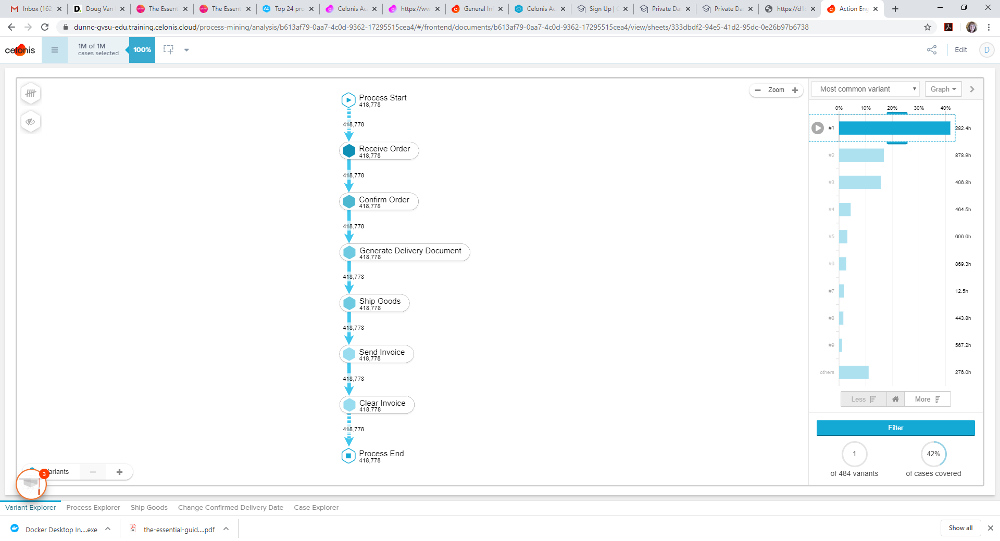 Inbox (162
Doug Van
The Essent
The Essent
Top 24 pro
Celonis Ac
https://ww
General In
Celonis Ac
Sign Up | C
Private Da
Private Da
https://d1
Action Eng
dunnc-gvsu-edu.training.celonis.cloud/process-mining/analysis/b613af79-0aa7-4c0d-9362-17295515cea4/#/frontend/documents/b613af79-0aa7-4c0d-9362-17295515cea4/view/sheets/333dbdf2-94e5-41d2-95dc-0e26b97b6738
celonis
1M of 1M
cases selected
100%
Edit
D
Process Start
418,778
418,778
Receive Order
418,778
418,778
Confirm Order
418,778
418,778
Generate Delivery Document
418,778
418,778
Ship Goods
418,778
418,778
Send Invoice
418,778
418,778
Clear Invoice
418,778
418,778
Process End
418,778
Zoom
Most common variant
Graph
0% 10% 20% 30% 40%
#1 282.4h
#2 878.9h
#3 406.8h
#4 464.5h
#5 606.6h
#6 869.3h
#7 12.5h
#8 443.8h
#9 567.2h
others 276.0h
Less
More
Filter
1
of 484 variants
42%
of cases covered
ariants
3
Variant Explorer
Process Explorer
Ship Goods
Change Confirmed Delivery Date
Case Explorer
Docker Desktop In....exe
the-essential-guid....pdf
Show all